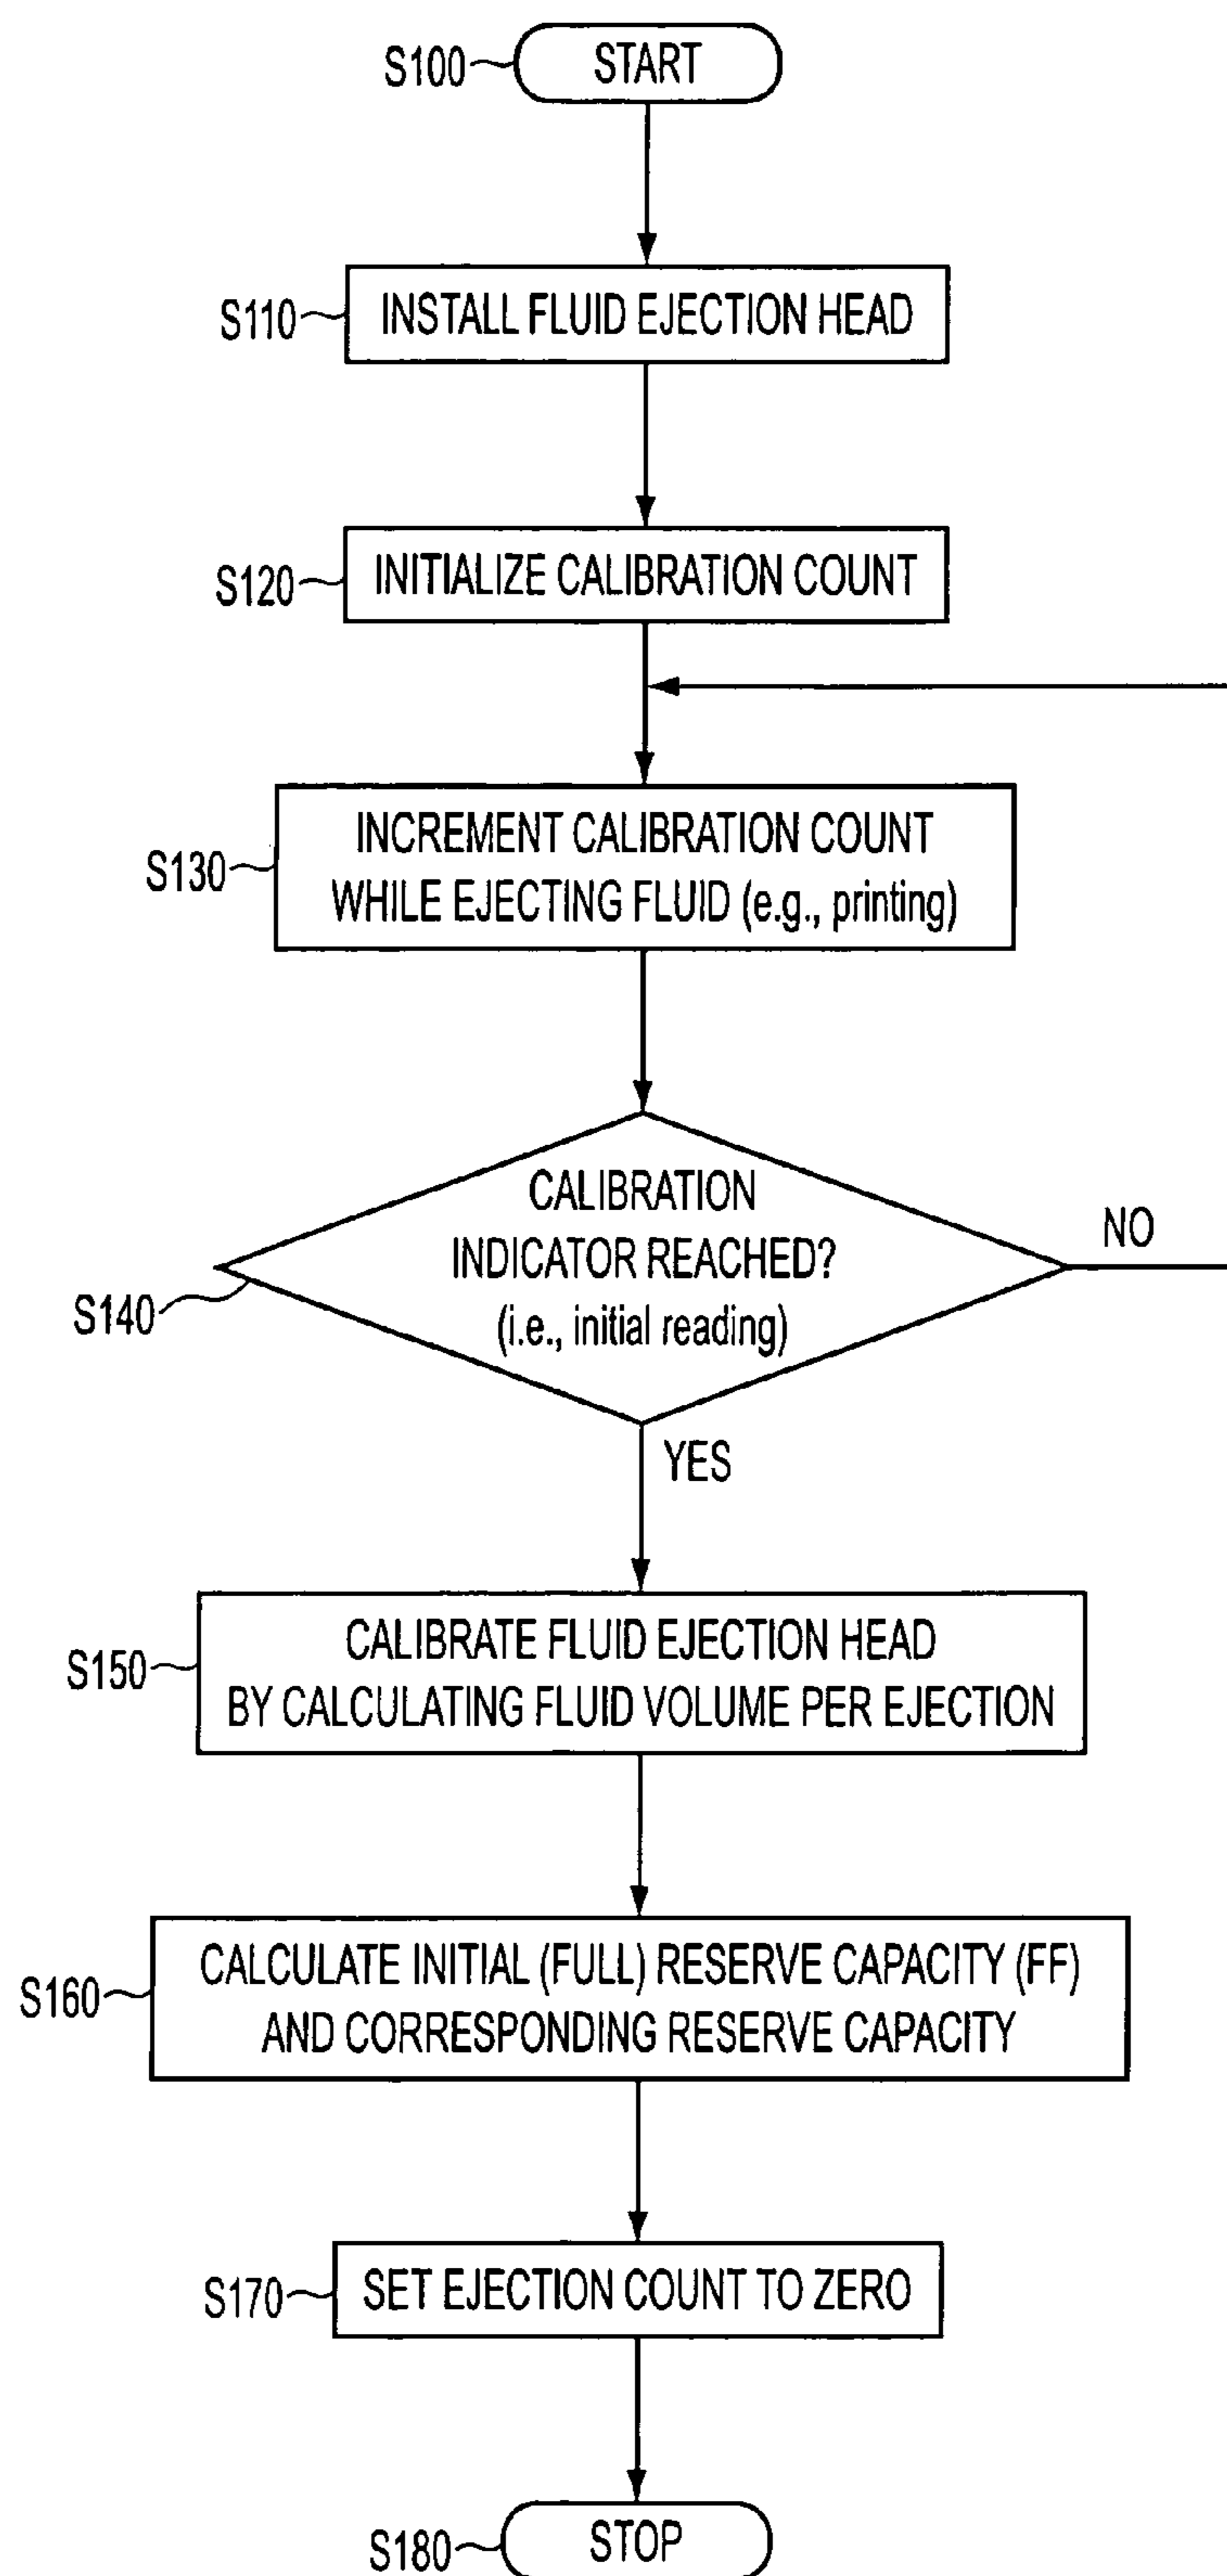 S100
START
S110
INSTALL FLUID EJECTION HEAD
S120
INITIALIZE CALIBRATION COUNT
S130
INCREMENT CALIBRATION COUNT
WHILE EJECTING FLUID (e.g., printing)
S140
CALIBRATION
INDICATOR REACHED?
(i.e., initial reading)
NO
YES
S150
CALIBRATE FLUID EJECTION HEAD
BY CALCULATING FLUID VOLUME PER EJECTION
S160
CALCULATE INITIAL (FULL) RESERVE CAPACITY (FF)
AND CORRESPONDING RESERVE CAPACITY
S170
SET EJECTION COUNT TO ZERO
S180
STOP